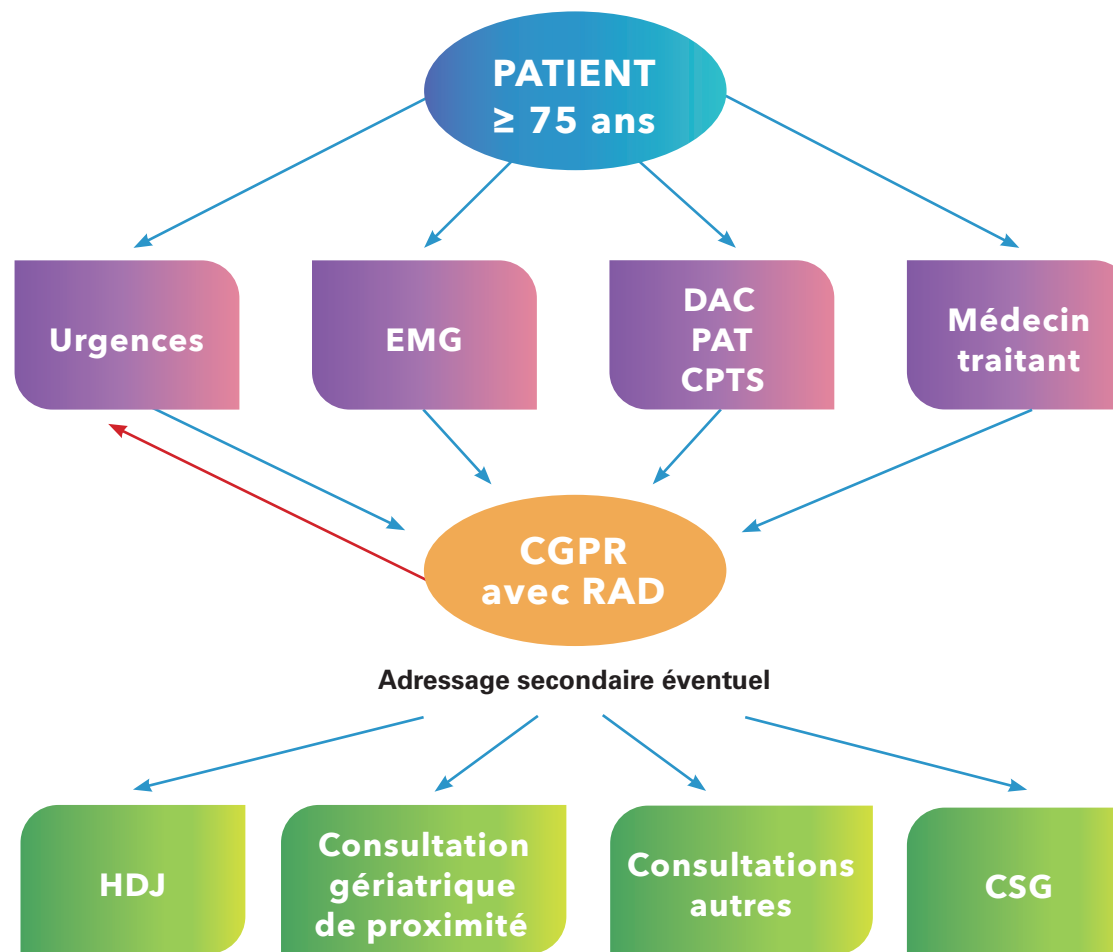 PATIENT
≥ 75 ans
Urgences
EMG
DAC
PAT
CPTS
Médecin
traitant
CGPR
avec RAD
Adressage secondaire éventuel
HDJ
Consultation
gériatrique
de proximité
Consultations
autres
CSG